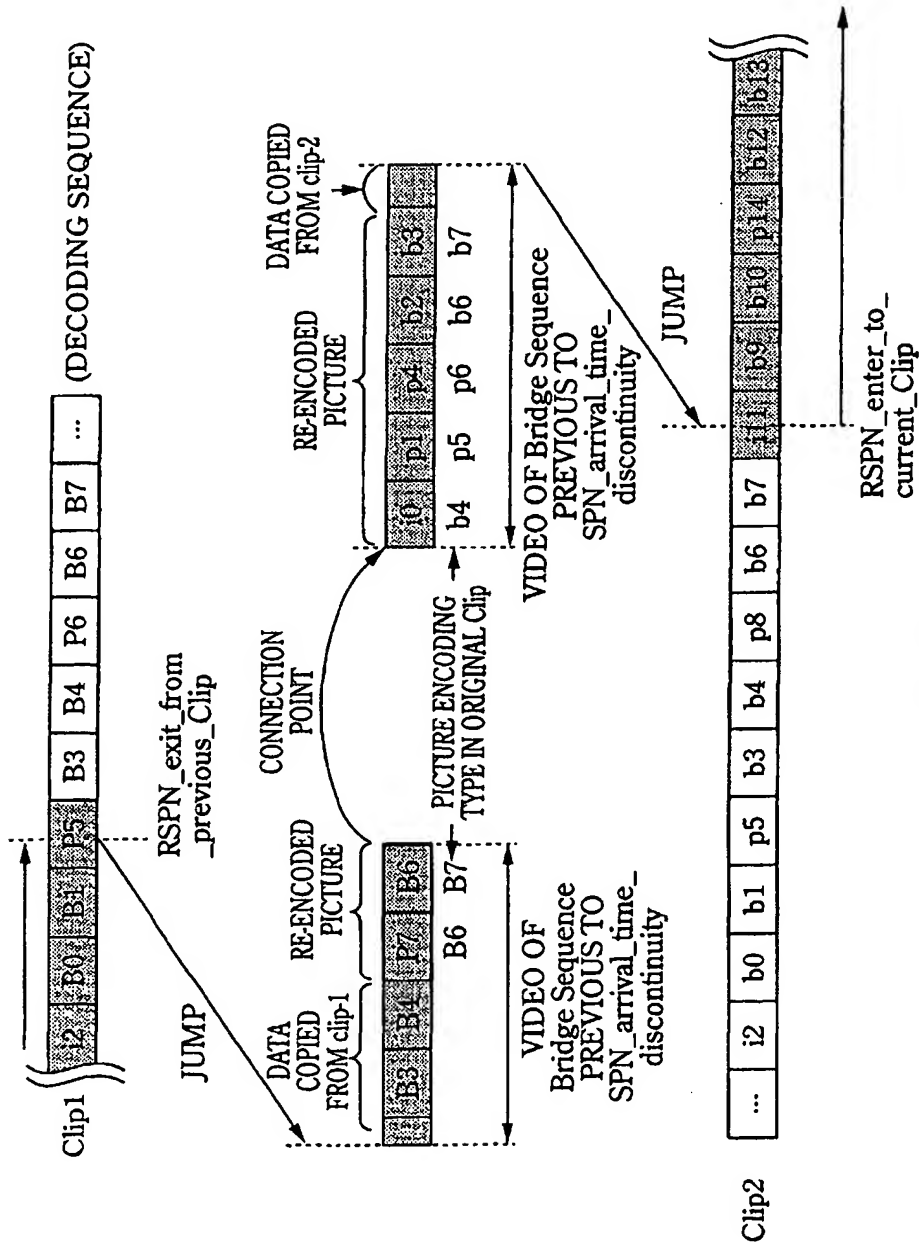 Clip1
i2 B0 B1 P5 B3 B4 P6 B6 B7 ... (DECODING SEQUENCE)
RSPN_exit_from
_previous_Clip
JUMP
DATA
COPIED
FROM clip-1
RE-ENCODED
PICTURE
CONNECTION
POINT
RE-ENCODED
PICTURE
DATA COPIED
FROM clip-2
B3 B4 P7 B6
i0 p1 p4 b2 b3
B6 B7
PICTURE ENCODING
TYPE IN ORIGINAL Clip
b4 p5 p6 b6 b7
VIDEO OF
Bridge Sequence
PREVIOUS TO
SPN_arrival_time_
discontinuity
VIDEO OF Bridge Sequence
PREVIOUS TO
SPN_arrival_time_
discontinuity
JUMP
Clip2
... i2 b0 b1 p5 b3 b4 p8 b6 b7 i11 b9 b10 p14 b12 b13
RSPN_enter_to_
current_Clip